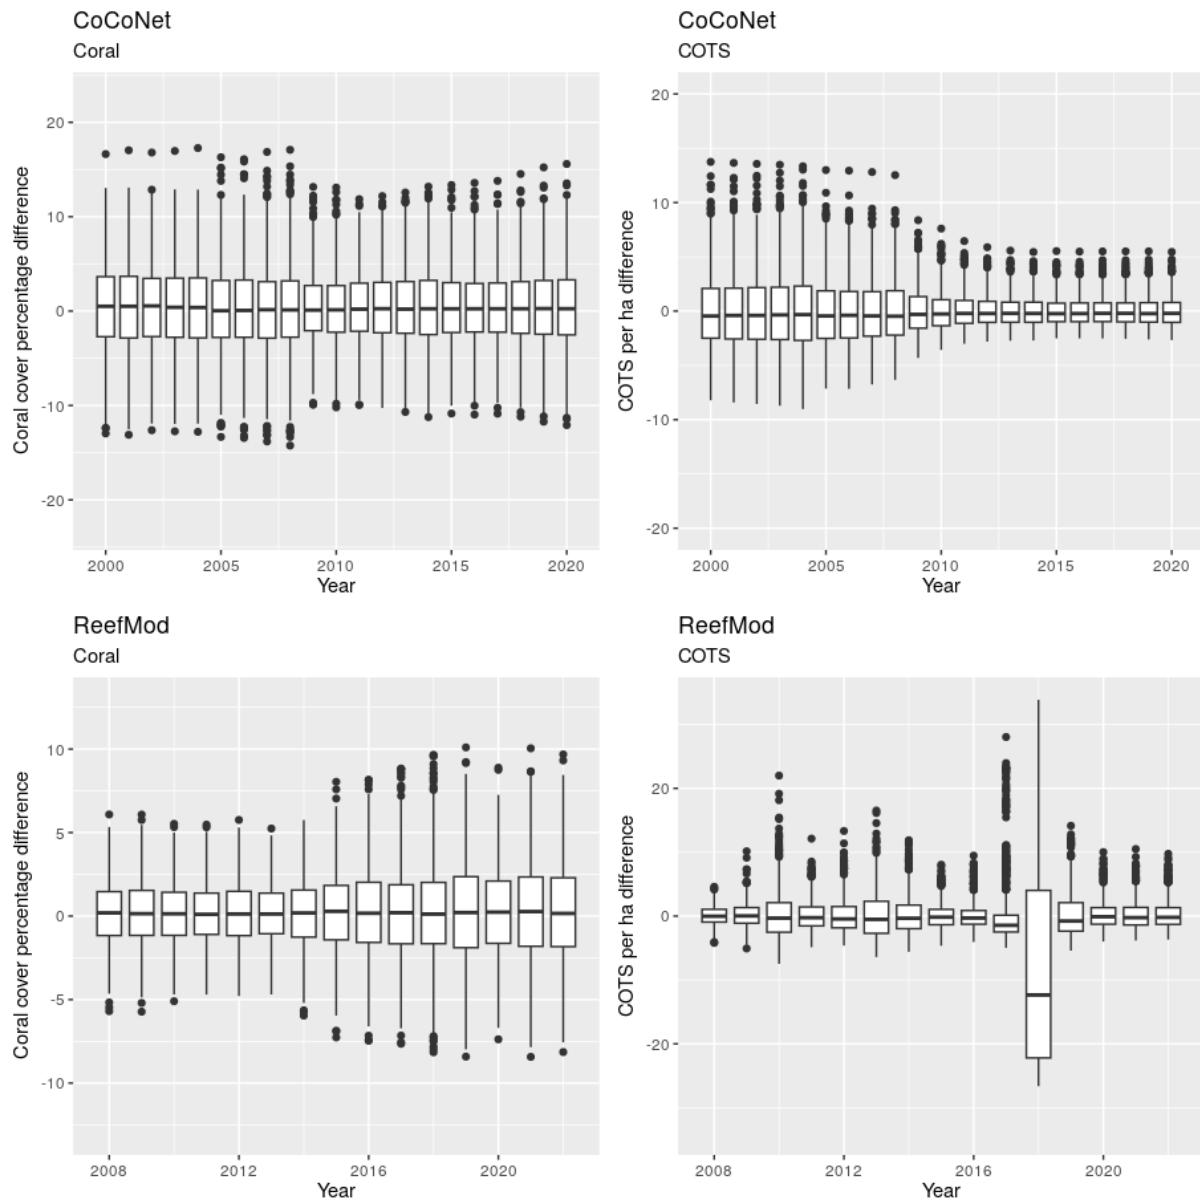 CoCoNet
Coral
Coral cover percentage difference
20
10
0
-10
-20
2000 2005 2010 2015 2020
Year
CoCoNet
COTS
COTS per ha difference
20
10
0
-10
-20
2000 2005 2010 2015 2020
Year
ReefMod
Coral
Coral cover percentage difference
10
5
0
-5
-10
2008 2012 2016 2020
Year
ReefMod
COTS
COTS per ha difference
20
0
-20
2008 2012 2016 2020
Year